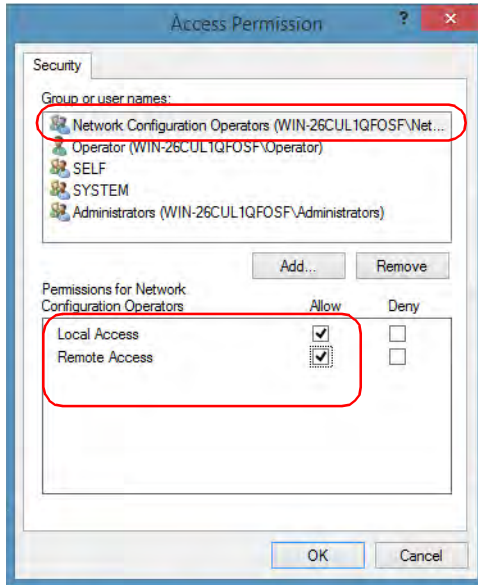 Access Permission
?
×
Security
Group or user names:
Network Configuration Operators (WIN-26CUL1QFOSF\Net...
Operator (WIN-26CUL1QFOSF\Operator)
SELF
SYSTEM
Administrators (WIN-26CUL1QFOSF\Administrators)
Add... Remove
Permissions for Network
Configuration Operators Allow Deny
Local Access
Remote Access
OK Cancel